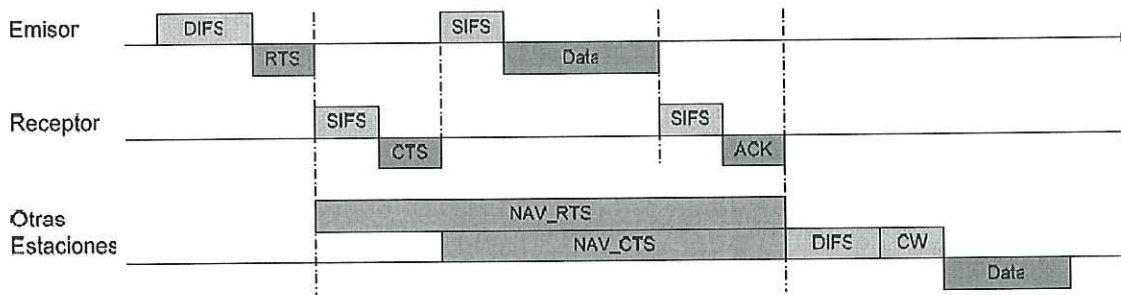 Emisor
DIFS
RTS
SIFS
Data
Receptor
SIFS
CTS
SIFS
ACK
Otras
Estaciones
NAV_RTS
NAV_CTS
DIFS
CW
Data